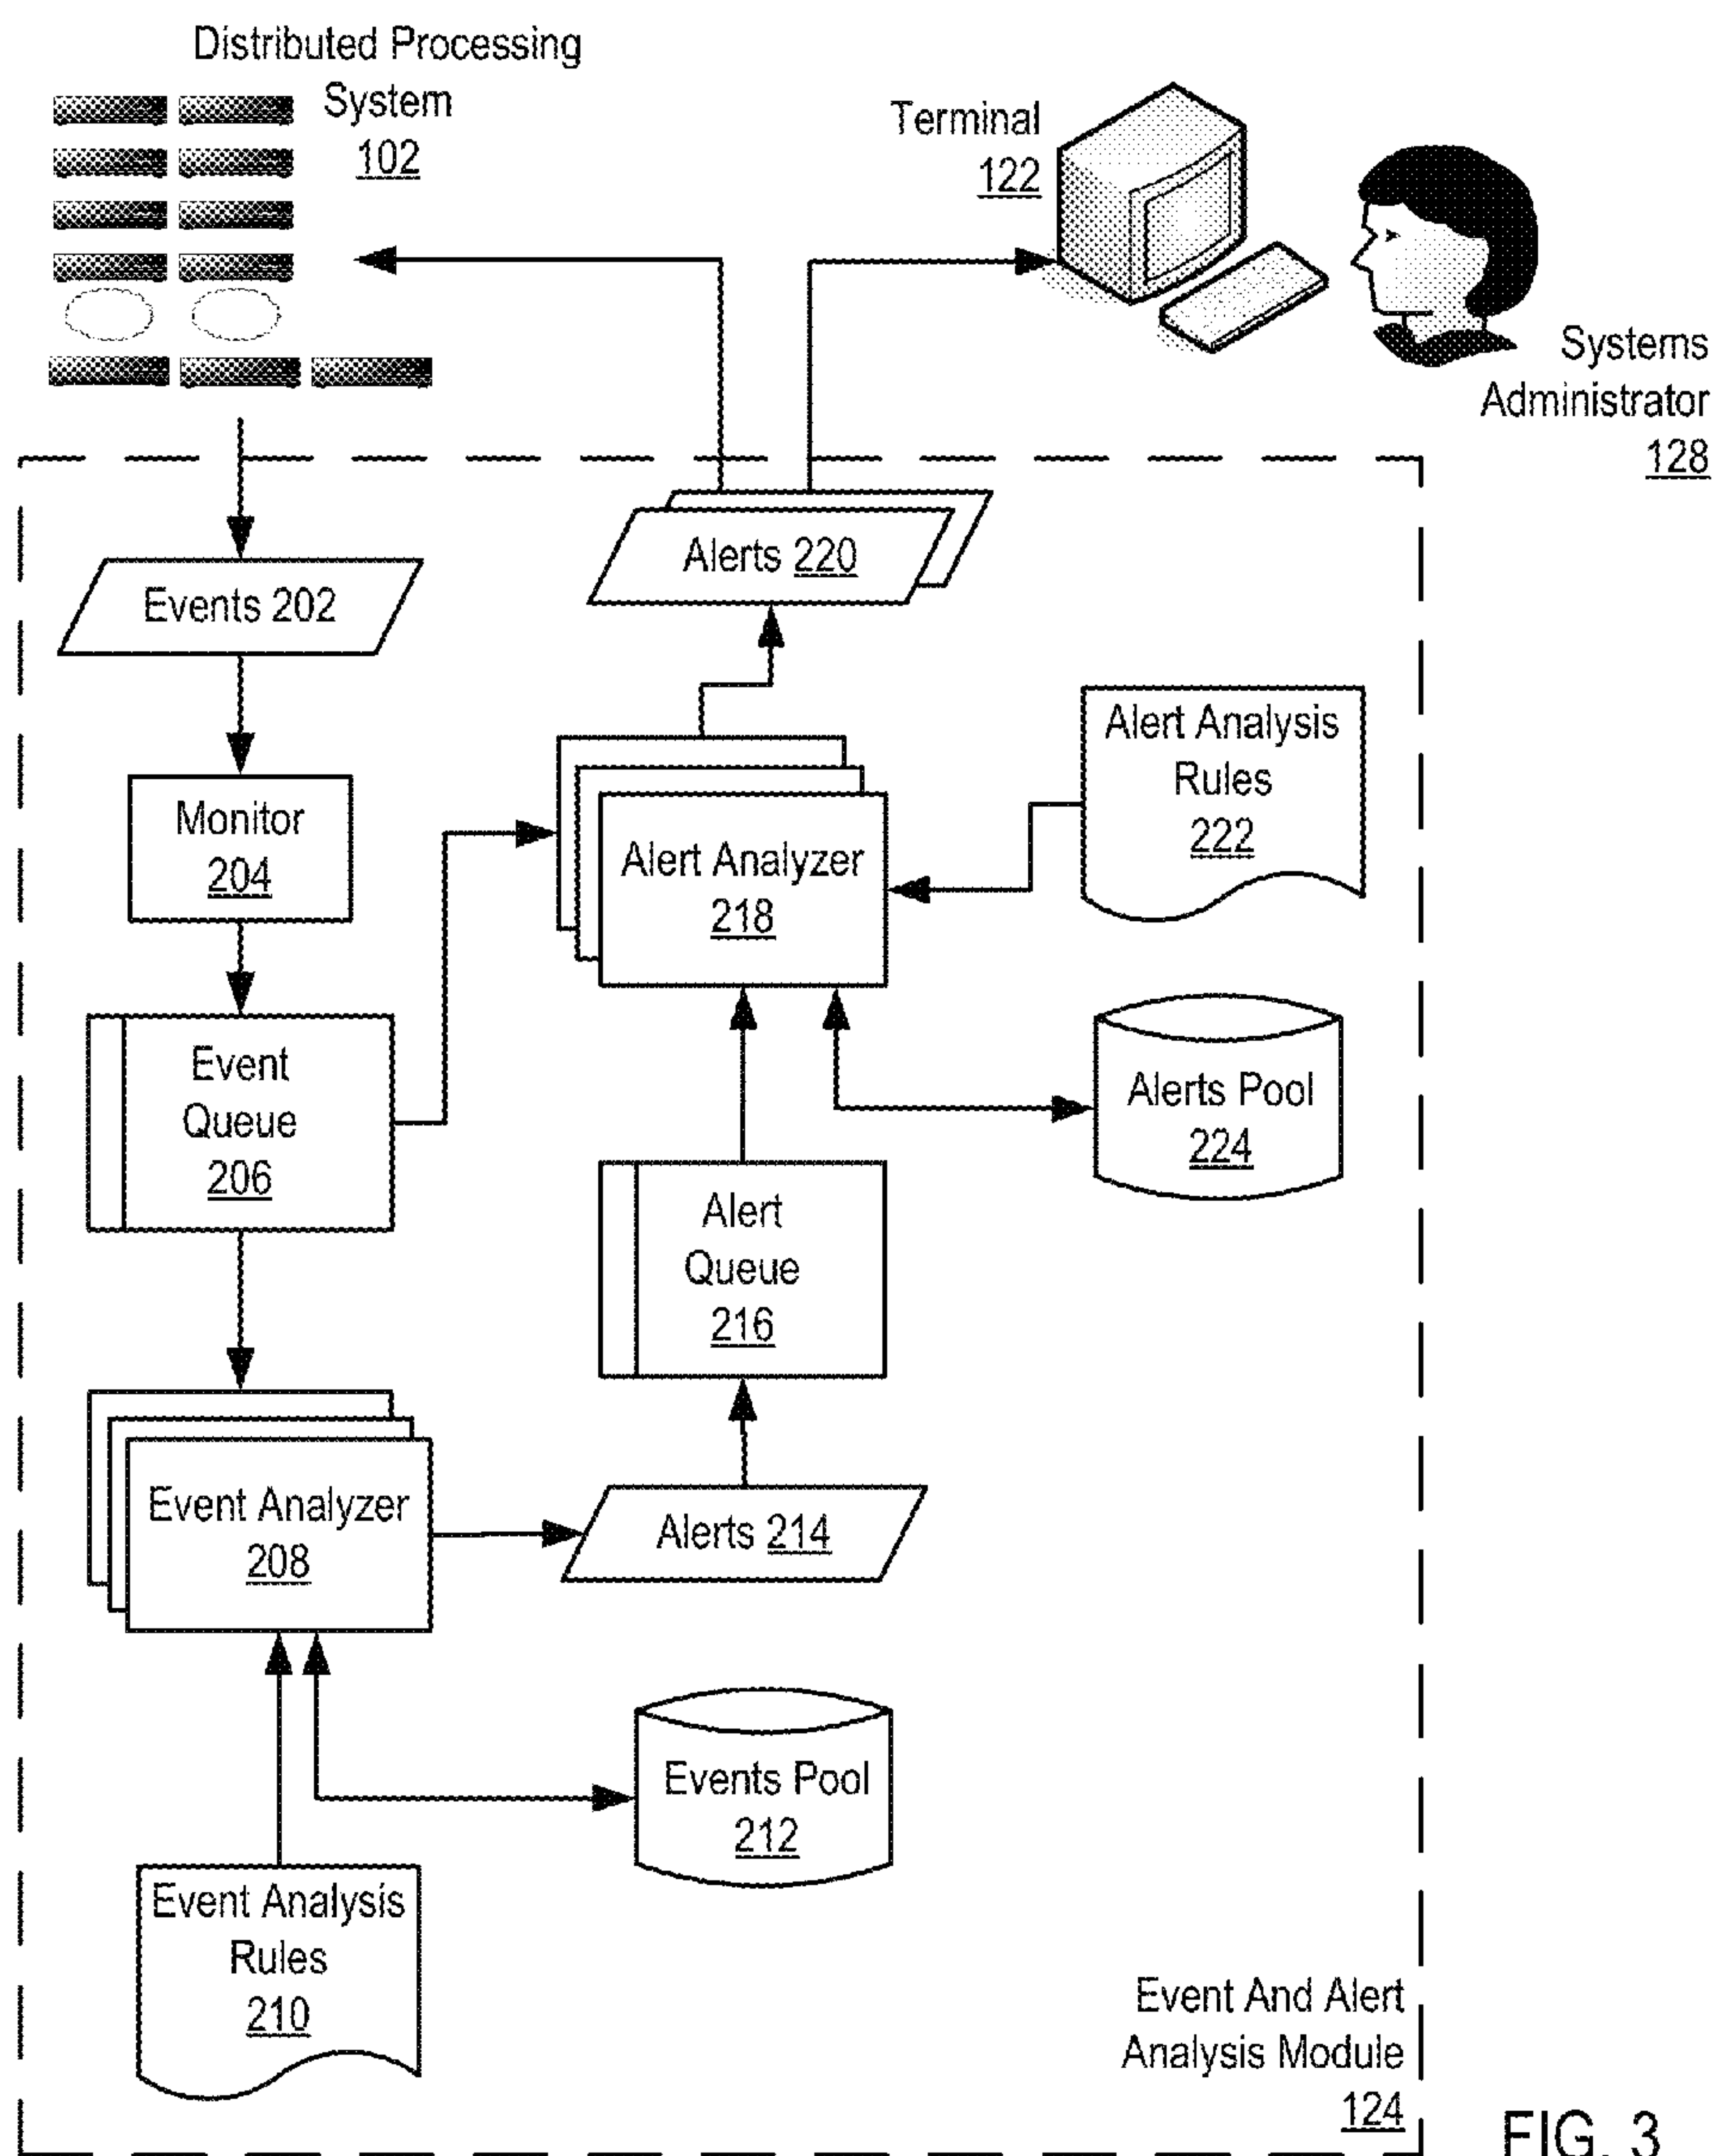 Distributed Processing
System
102
Terminal
122
Systems
Administrator
128
Alerts 220
Events 202
Alert Analysis
Rules
222
Monitor
204
Alert Analyzer
218
Event
Queue
206
Alerts Pool
224
Alert
Queue
216
Event Analyzer
208
Alerts 214
Events Pool
212
Event Analysis
Rules
210
Event And Alert
Analysis Module
124
FIG. 3